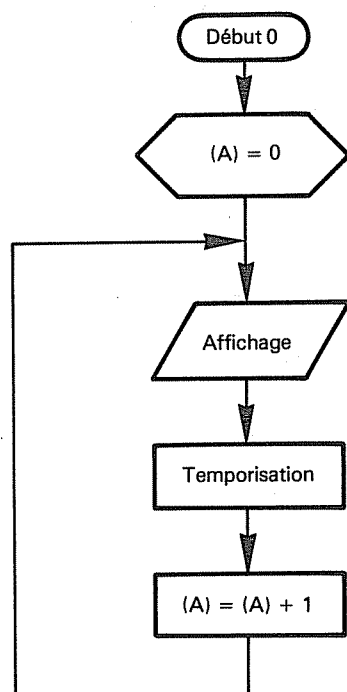 Début 0
(A) = 0
Affichage
Temporisation
(A) = (A) + 1